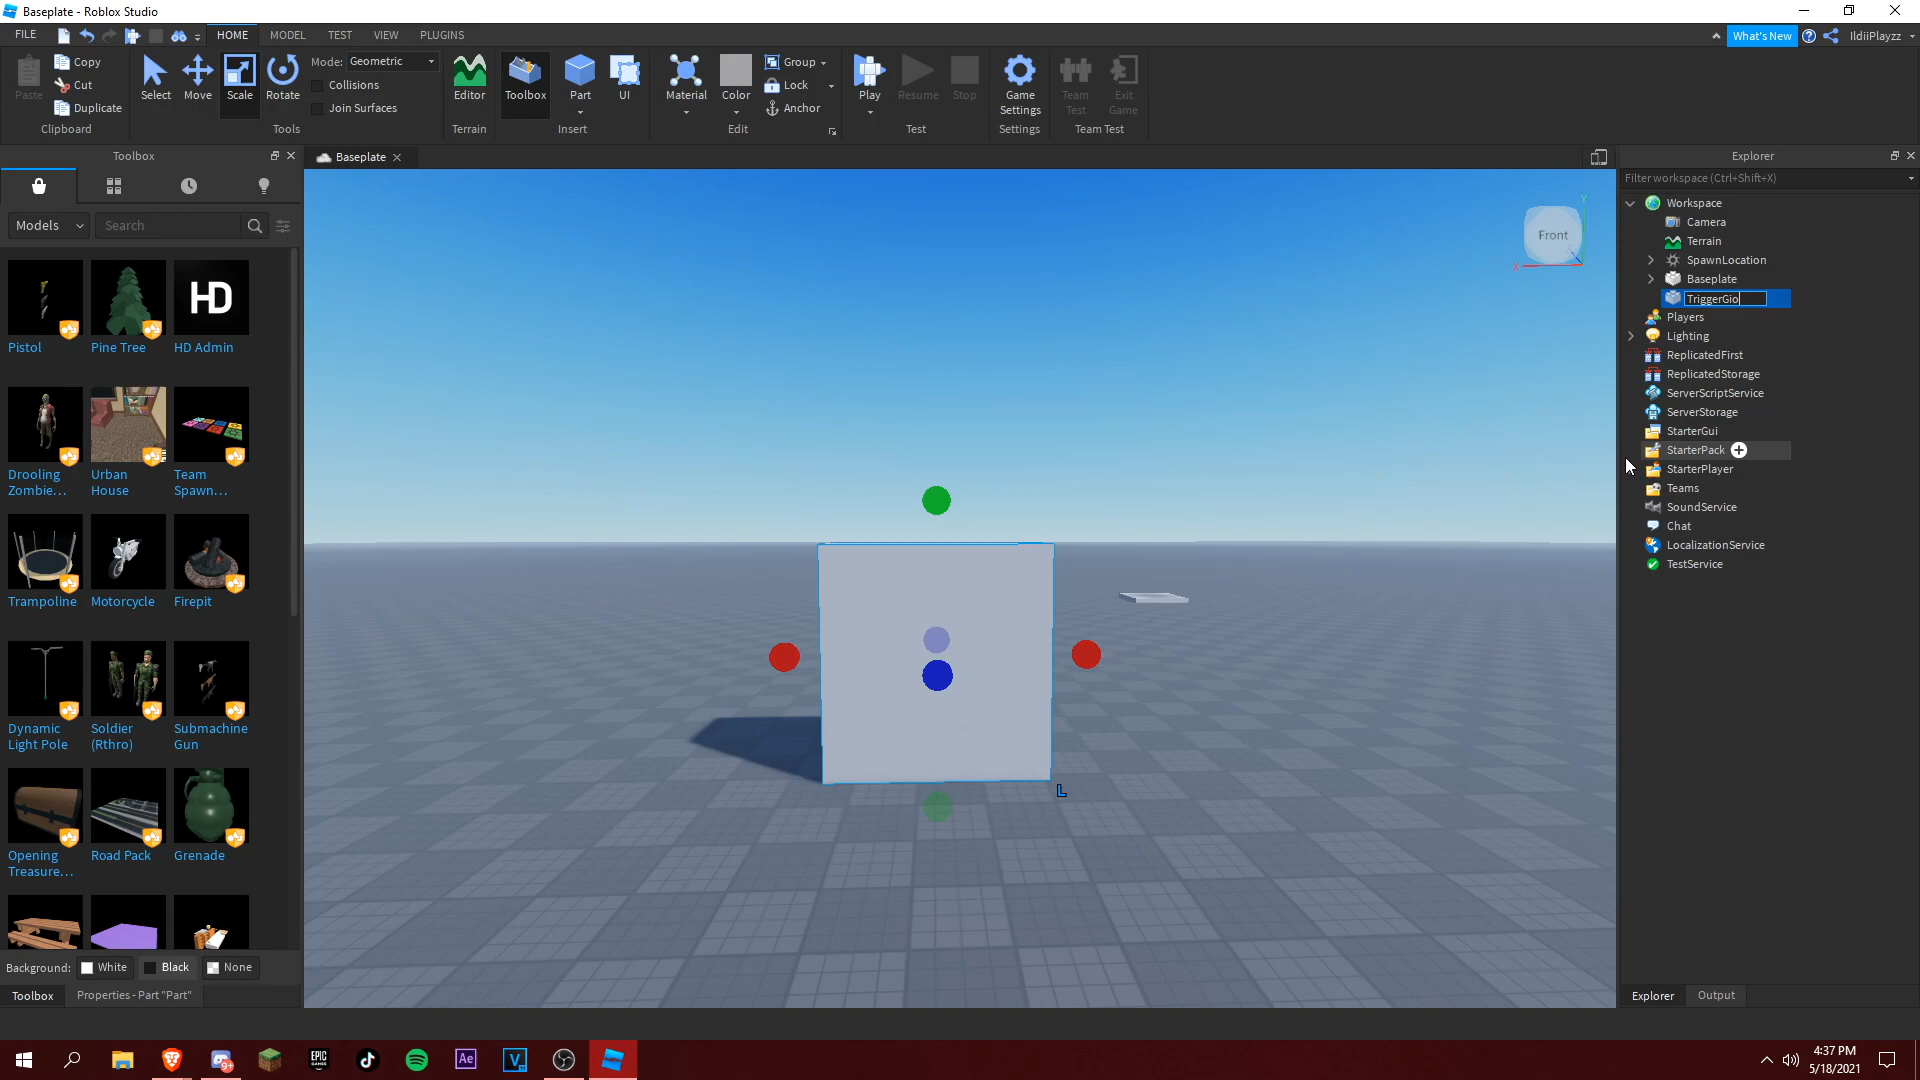 Baseplate - Roblox Studio
FILE HOME MODEL TEST VIEW PLUGINS What's New IldiiPlayzz
Paste Copy Cut Duplicate Clipboard
Select Move Scale Rotate Mode: Geometric Collisions Join Surfaces Tools
Editor Terrain
Toolbox Part UI Insert
Material Color Group Lock Anchor Edit
Play Resume Stop Test
Game Settings Settings
Team Test Exit Game Team Test
Toolbox
Models Search
Pistol Pine Tree HD Admin
HD
Drooling Zombie... Urban House Team Spawn...
Trampoline Motorcycle Firepit
Dynamic Light Pole Soldier (Rthro) Submachine Gun
Opening Treasure... Road Pack Grenade
Background: White Black None
Toolbox Properties - Part "Part"
Baseplate
Front
Y
X
L
Explorer
Filter workspace (Ctrl+Shift+X)
Workspace
Camera
Terrain
SpawnLocation
Baseplate
TriggerGio
Players
Lighting
ReplicatedFirst
ReplicatedStorage
ServerScriptService
ServerStorage
StarterGui
StarterPack
StarterPlayer
Teams
SoundService
Chat
LocalizationService
TestService
Explorer Output
9+ EPIC GAMES Ae V
4:37 PM
5/18/2021